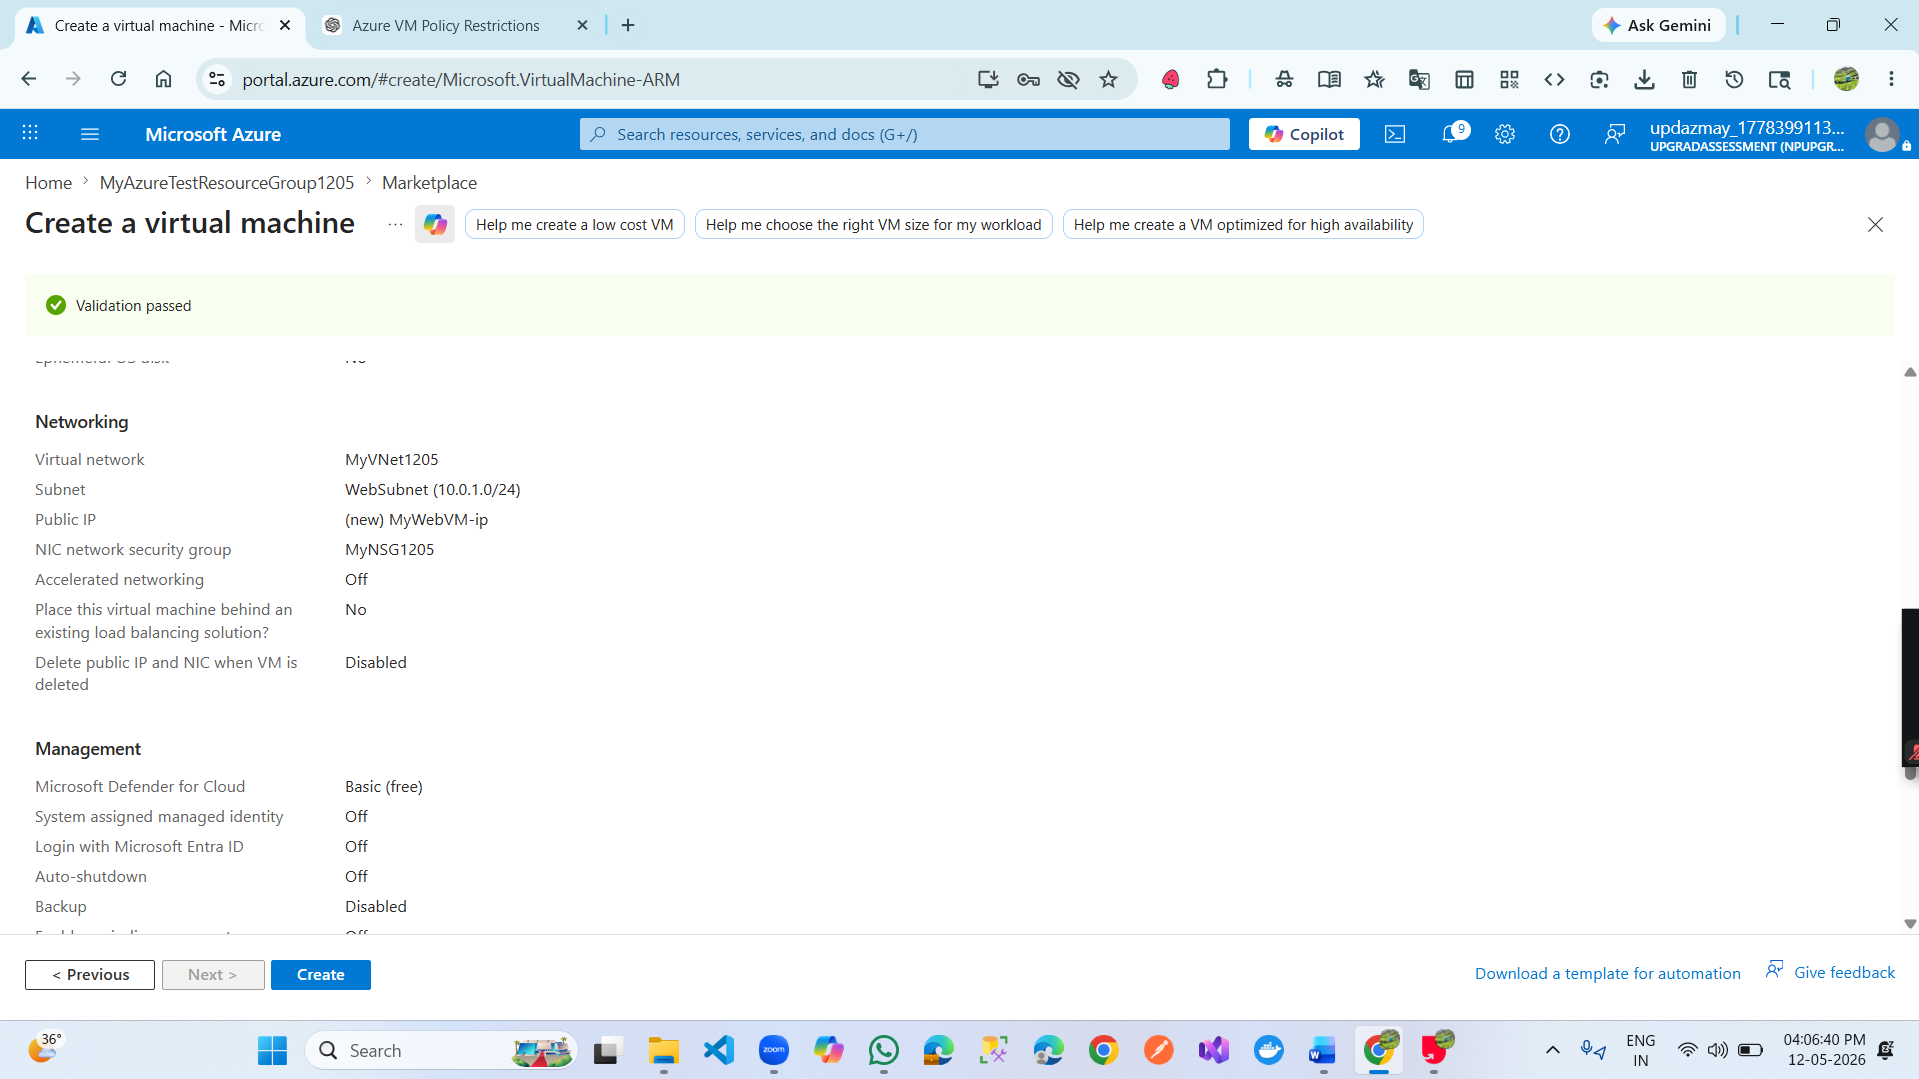 Create a virtual machine - Micr
Azure VM Policy Restrictions
Ask Gemini
portal.azure.com/#create/Microsoft.VirtualMachine-ARM
Microsoft Azure
Search resources, services, and docs (G+/)
Copilot
9
updazmay_1778399113...
UPGRADASSESSMENT (NPUPGR...
Home > MyAzureTestResourceGroup1205 > Marketplace
Create a virtual machine
...
Help me create a low cost VM
Help me choose the right VM size for my workload
Help me create a VM optimized for high availability
Validation passed
Ephemeral OS disk No
Networking
Virtual network MyVNet1205
Subnet WebSubnet (10.0.1.0/24)
Public IP (new) MyWebVM-ip
NIC network security group MyNSG1205
Accelerated networking Off
Place this virtual machine behind an No
existing load balancing solution?
Delete public IP and NIC when VM is Disabled
deleted
Management
Microsoft Defender for Cloud Basic (free)
System assigned managed identity Off
Login with Microsoft Entra ID Off
Auto-shutdown Off
Backup Disabled
Off
< Previous
Next >
Create
Download a template for automation
Give feedback
36°
Search
zoom
ENG
IN
04:06:40 PM
12-05-2026